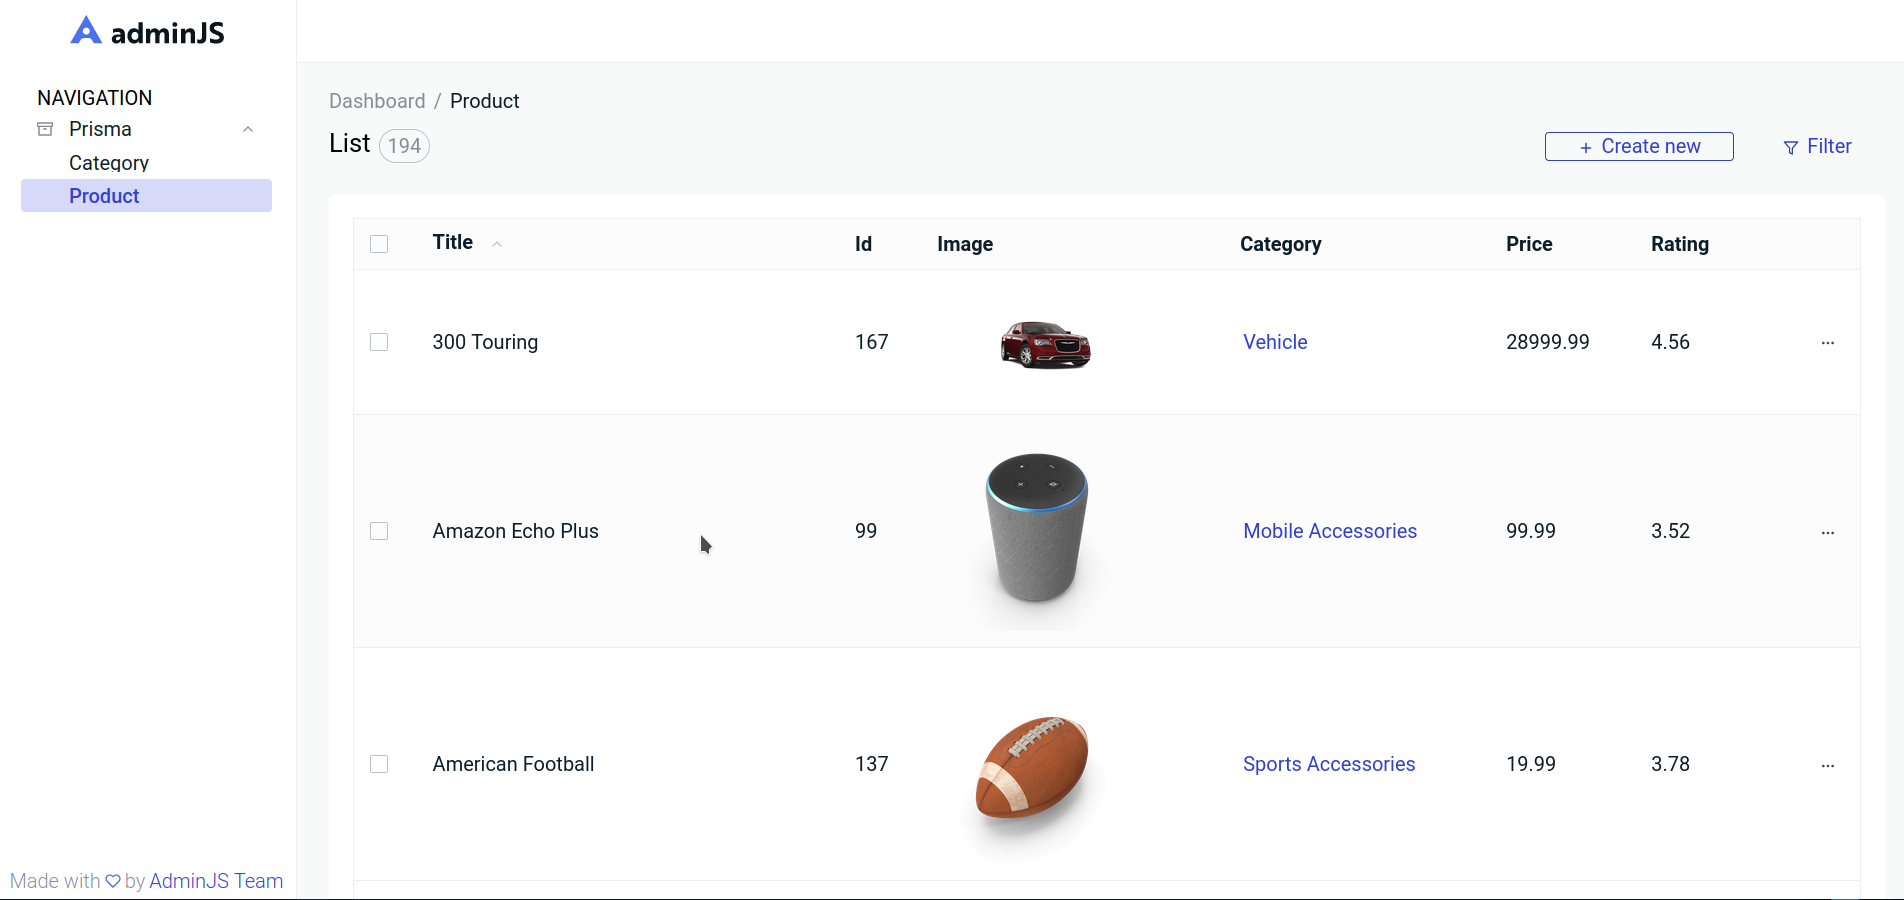 adminJS
NAVIGATION
Prisma
Category
Product
Made with by AdminJS Team
Dashboard / Product
List 194
+ Create new
Filter
Title Id Image Category Price Rating
300 Touring 167 Vehicle 28999.99 4.56 ...
Amazon Echo Plus 99 Mobile Accessories 99.99 3.52 ...
American Football 137 Sports Accessories 19.99 3.78 ...